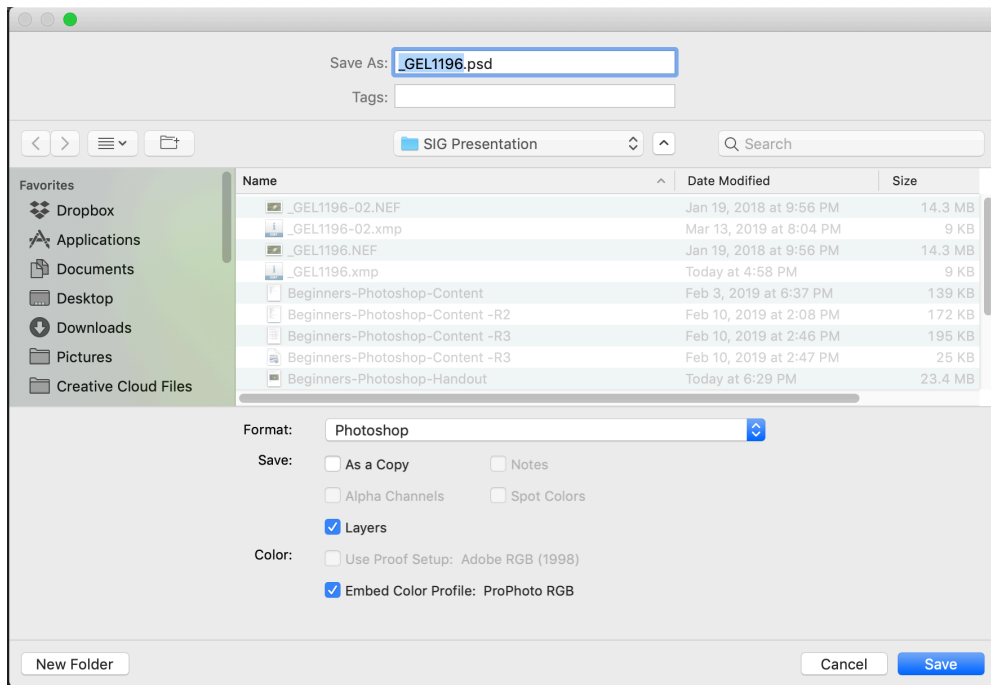 Save As: _GEL1196.psd
Tags:
SIG Presentation
Search
Favorites
Dropbox
Applications
Documents
Desktop
Downloads
Pictures
Creative Cloud Files
Name Date Modified Size
_GEL1196-02.NEF Jan 19, 2018 at 9:56 PM 14.3 MB
_GEL1196-02.xmp Mar 13, 2019 at 8:04 PM 9 KB
_GEL1196.NEF Jan 19, 2018 at 9:56 PM 14.3 MB
_GEL1196.xmp Today at 4:58 PM 9 KB
Beginners-Photoshop-Content Feb 3, 2019 at 6:37 PM 139 KB
Beginners-Photoshop-Content -R2 Feb 10, 2019 at 2:08 PM 172 KB
Beginners-Photoshop-Content -R3 Feb 10, 2019 at 2:46 PM 195 KB
Beginners-Photoshop-Content -R3 Feb 10, 2019 at 2:47 PM 25 KB
Beginners-Photoshop-Handout Today at 6:29 PM 23.4 MB
Format: Photoshop
Save: As a Copy Notes
Alpha Channels Spot Colors
Layers
Color: Use Proof Setup: Adobe RGB (1998)
Embed Color Profile: ProPhoto RGB
New Folder Cancel Save